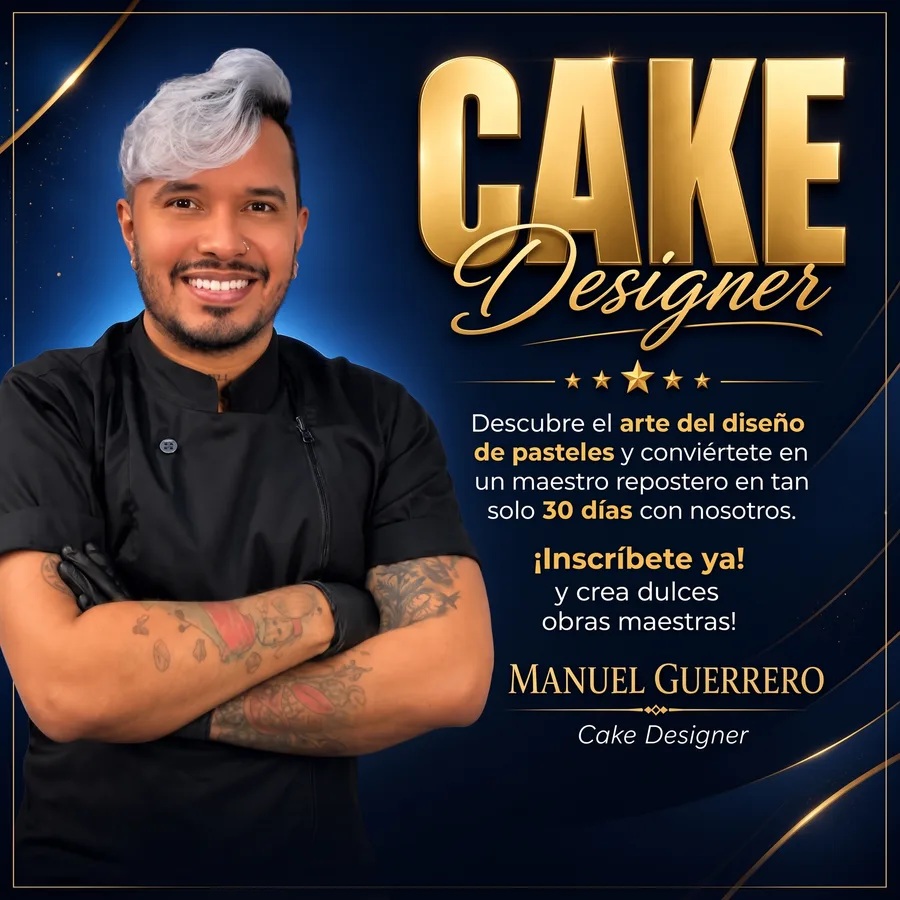 CAKE
Designer
Descubre el arte del diseño
de pasteles y conviértete en
un maestro repostero en tan
solo 30 días con nosotros.
¡Inscríbete ya!
y crea dulces
obras maestras!
MANUEL GUERRERO
Cake Designer